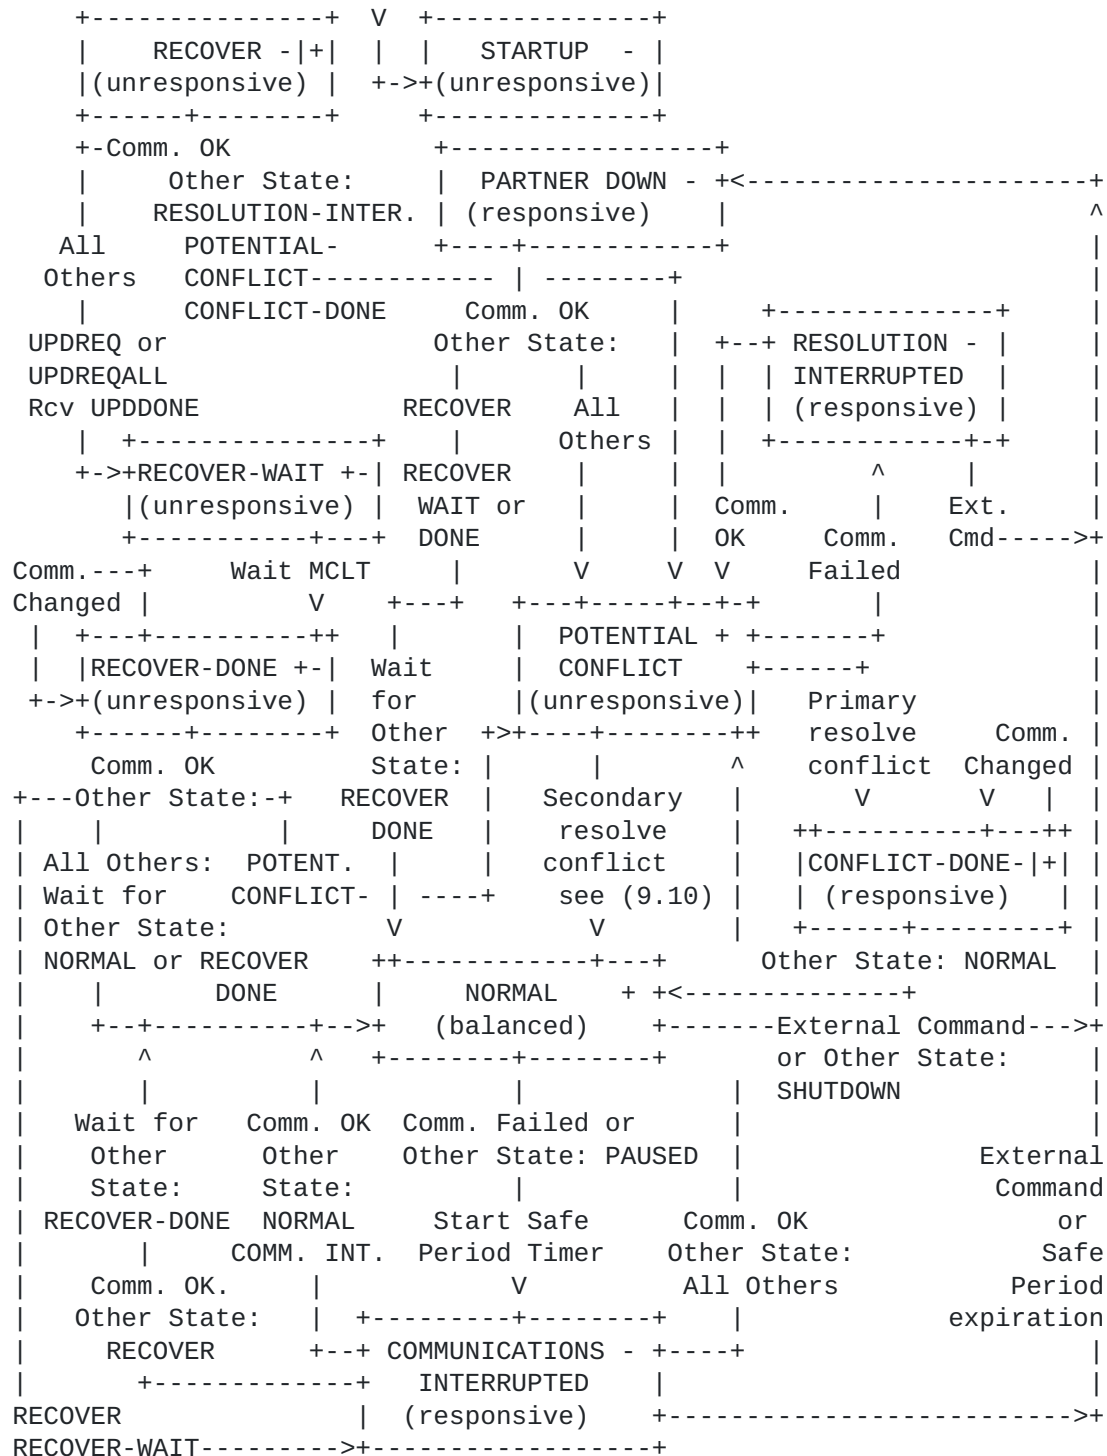 +---------------+  V  +--------------+
|    RECOVER -|+|  |  |   STARTUP  - |
|(unresponsive) |  +->+(unresponsive)|
+------+--------+     +--------------+
+-Comm. OK             +-----------------+
|     Other State:     |  PARTNER DOWN - +<----------------------+
|    RESOLUTION-INTER. | (responsive)    |                       ^
All     POTENTIAL-      +----+------------+                       |
Others   CONFLICT------------ | --------+                          |
|      CONFLICT-DONE     Comm. OK     |     +--------------+     |
UPDREQ or                 Other State:   |  +--+ RESOLUTION - |     |
UPDREQALL                  |       |     |  |  | INTERRUPTED  |     |
Rcv UPDDONE             RECOVER    All   |  |  | (responsive) |     |
|  +---------------+    |      Others |  |  +------------+-+     |
+->+RECOVER-WAIT +-| RECOVER    |     |  |         ^     |       |
|(unresponsive) |  WAIT or   |     |  Comm.     |    Ext.     |
+-----------+---+  DONE      |     |  OK     Comm.   Cmd----->+
Comm.---+     Wait MCLT     |       V     V  V     Failed            |
Changed |          V    +---+   +---+-----+--+-+       |             |
|  +---+----------++   |       |  POTENTIAL + +-------+             |
|  |RECOVER-DONE +-|  Wait     |  CONFLICT    +------+              |
+->+(unresponsive) |  for      |(unresponsive)|   Primary           |
+------+--------+  Other  +>+----+--------++   resolve     Comm. |
Comm. OK          State: |       |        ^    conflict  Changed |
+---Other State:-+   RECOVER  |   Secondary   |       V       V  |  |
|    |           |     DONE   |    resolve    |   ++----------+---++ |
| All Others:  POTENT.  |     |   conflict    |   |CONFLICT-DONE-|+| |
| Wait for    CONFLICT- | ----+    see (9.10) |   | (responsive)   | |
| Other State:          V            V        |   +------+---------+ |
| NORMAL or RECOVER    ++------------+---+      Other State: NORMAL  |
|    |       DONE      |     NORMAL    + +<--------------+           |
|    +--+----------+-->+   (balanced)    +-------External Command--->+
|       ^          ^   +--------+--------+       or Other State:     |
|       |          |            |             |  SHUTDOWN            |
|   Wait for   Comm. OK  Comm. Failed or      |                      |
|    Other      Other   Other State: PAUSED  |               External
|    State:     State:          |             |                Command
| RECOVER-DONE  NORMAL     Start Safe      Comm. OK                or
|       |     COMM. INT.  Period Timer    Other State:            Safe
|    Comm. OK.     |            V          All Others           Period
|   Other State:   |  +---------+--------+    |             expiration
|     RECOVER      +--+ COMMUNICATIONS - +----+                      |
|       +-------------+   INTERRUPTED    |                           |
RECOVER               |  (responsive)    +-------------------------->+
RECOVER-WAIT--------->+------------------+